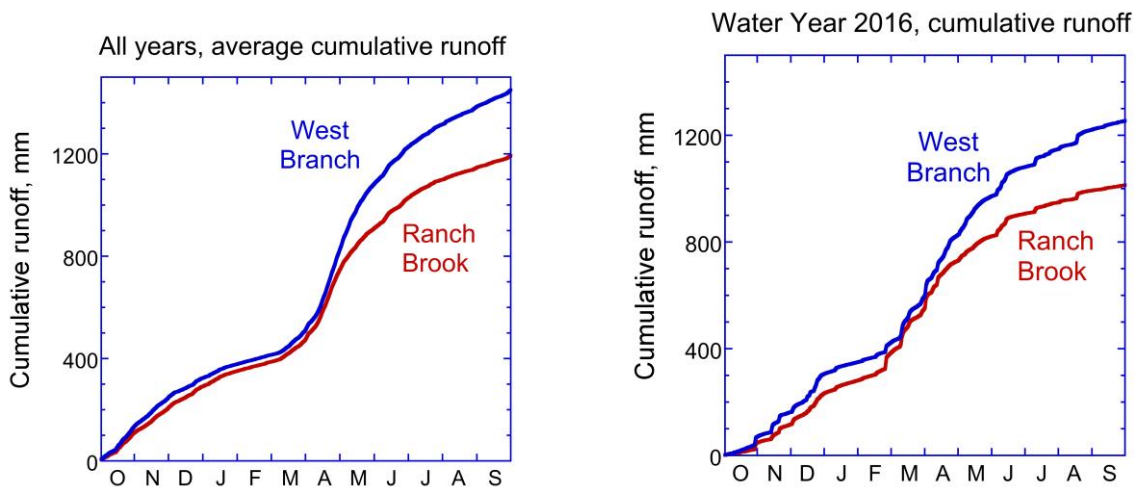 All years, average cumulative runoff
Cumulative runoff, mm
1200
800
400
0
West
Branch
Ranch
Brook
O N D J F M A M J J A S
Water Year 2016, cumulative runoff
Cumulative runoff, mm
1200
800
400
0
West
Branch
Ranch
Brook
O N D J F M A M J J A S